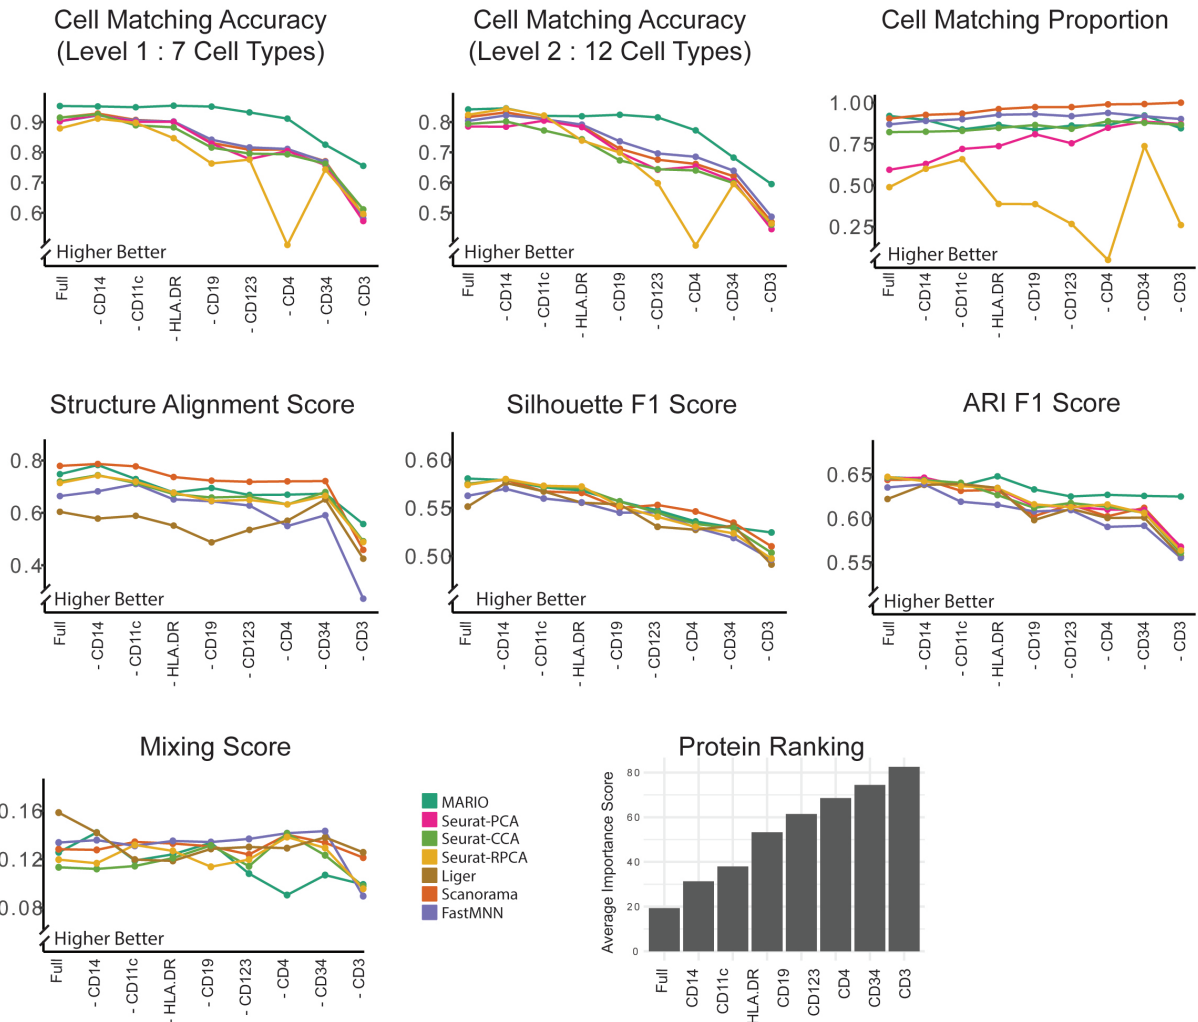 Cell Matching Accuracy
(Level 1 : 7 Cell Types)
0.9
0.8
0.7
0.6
Higher Better
Full
- CD14
- CD11c
- HLA.DR
- CD19
- CD123
- CD4
- CD34
- CD3
Cell Matching Accuracy
(Level 2 : 12 Cell Types)
0.8
0.7
0.6
0.5
Higher Better
Full
- CD14
- CD11c
- HLA.DR
- CD19
- CD123
- CD4
- CD34
- CD3
Cell Matching Proportion
1.00
0.75
0.50
0.25
Higher Better
Full
- CD14
- CD11c
- HLA.DR
- CD19
- CD123
- CD4
- CD34
- CD3
Structure Alignment Score
0.8
0.6
0.4
Higher Better
Full
- CD14
- CD11c
- HLA.DR
- CD19
- CD123
- CD4
- CD34
- CD3
Silhouette F1 Score
0.60
0.55
0.50
Higher Better
Full
- CD14
- CD11c
- HLA.DR
- CD19
- CD123
- CD4
- CD34
- CD3
ARI F1 Score
0.65
0.60
0.55
Higher Better
Full
- CD14
- CD11c
- HLA.DR
- CD19
- CD123
- CD4
- CD34
- CD3
Mixing Score
0.16
0.12
0.08
Higher Better
Full
- CD14
- CD11c
- HLA.DR
- CD19
- CD123
- CD4
- CD34
- CD3
MARIO
Seurat-PCA
Seurat-CCA
Seurat-RPCA
Liger
Scanorama
FastMNN
Protein Ranking
Average Importance Score
80
60
40
20
0
Full
CD14
CD11c
HLA.DR
CD19
CD123
CD4
CD34
CD3